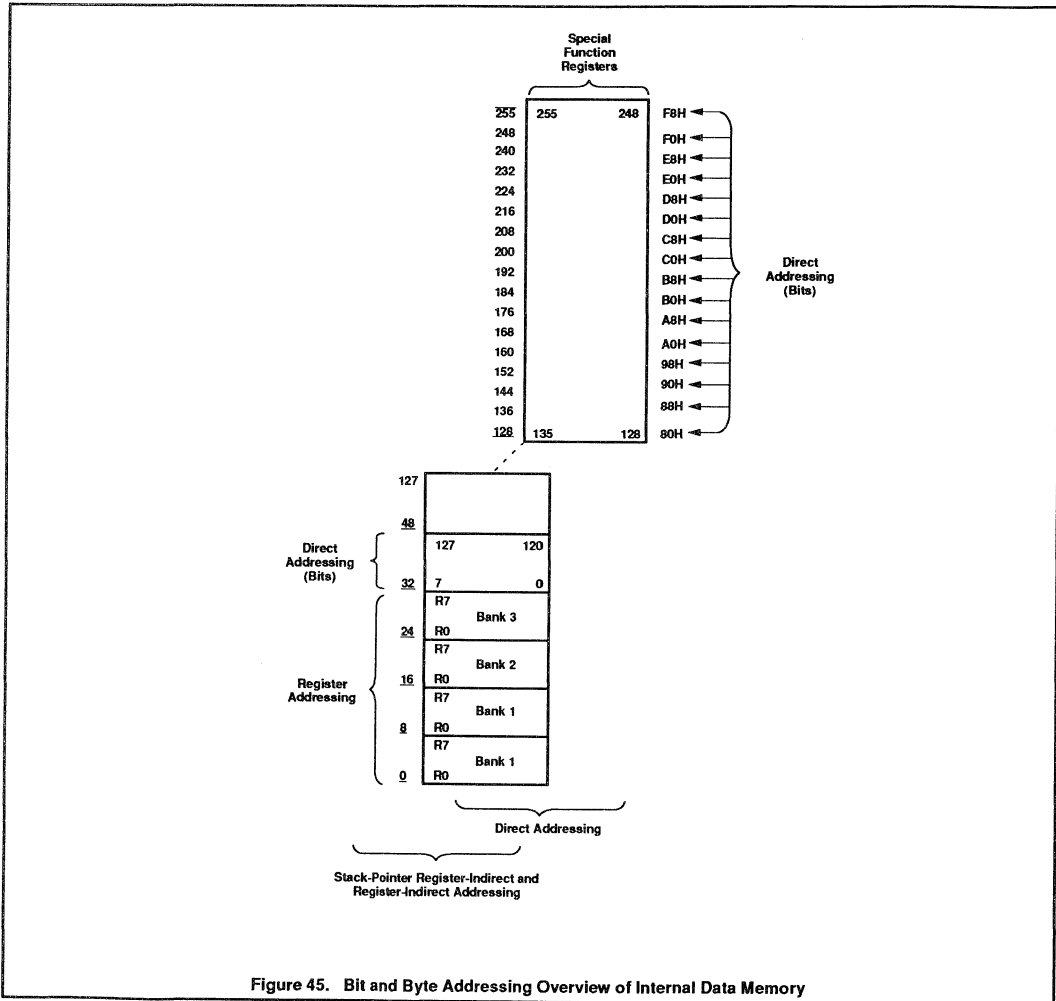 Special
Function
Registers
255 255 248 F8H
248 F0H
240 E8H
232 E0H
224 D8H
216 D0H
208 C8H
200 C0H
192 B8H
184 B0H
176 A8H
168 A0H
160 98H
152 90H
144 88H
136
128 135 128 80H
Direct
Addressing
(Bits)
127
48
Direct
Addressing
(Bits)
127 120
32 7 0
R7
Bank 3
24 R0
R7
Bank 2
16 R0
Register
Addressing
R7
Bank 1
8 R0
R7
Bank 1
0 R0
Direct Addressing
Stack-Pointer Register-Indirect and
Register-Indirect Addressing
Figure 45. Bit and Byte Addressing Overview of Internal Data Memory